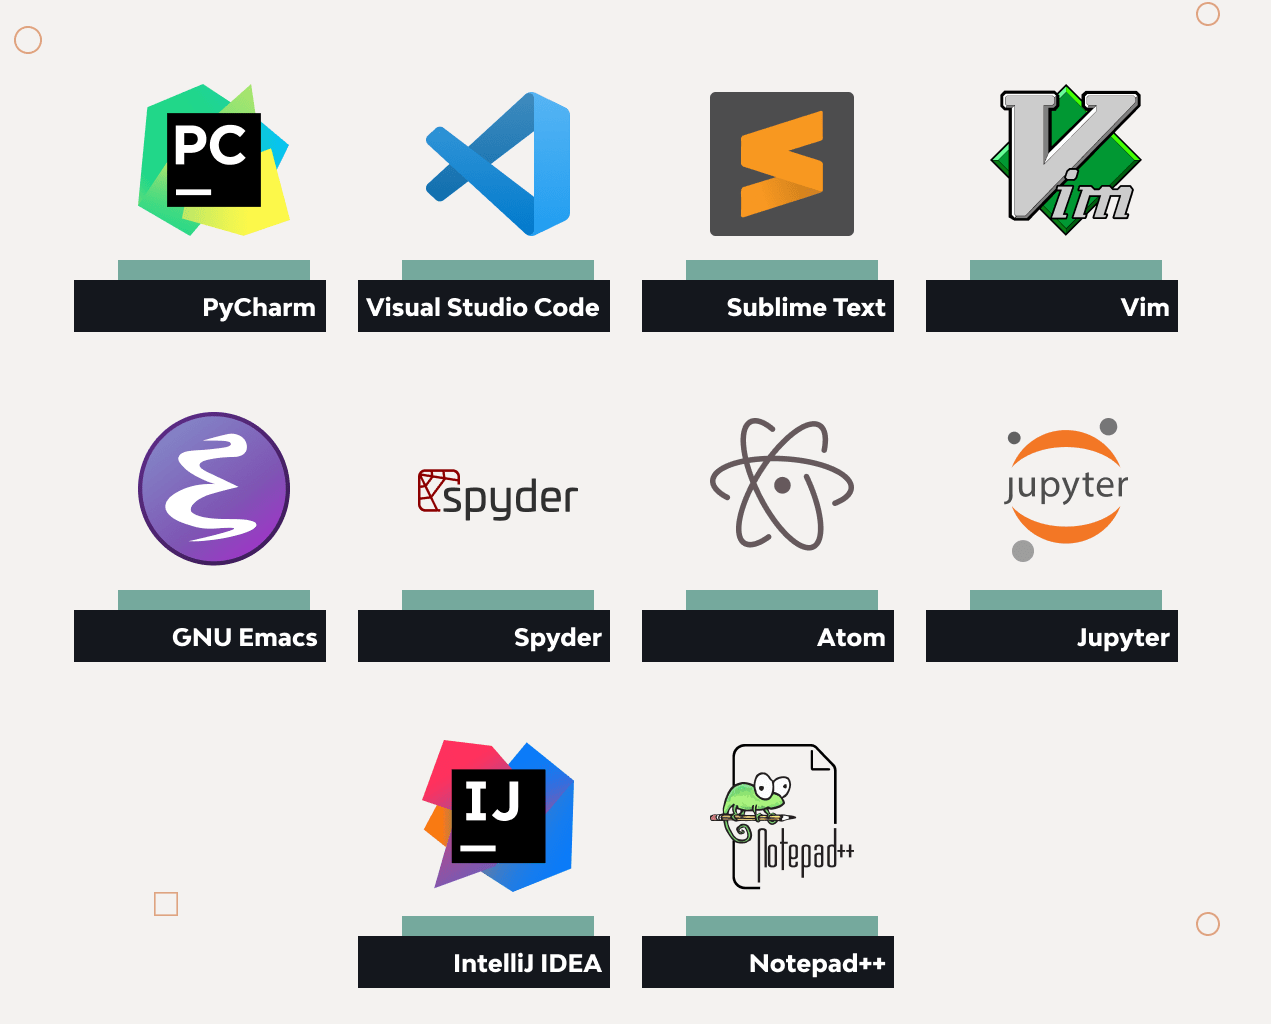 PC
Vim
PyCharm
Visual Studio Code
Sublime Text
Vim
spyder
jupyter
GNU Emacs
Spyder
Atom
Jupyter
IJ
Notepad++
IntelliJ IDEA
Notepad++